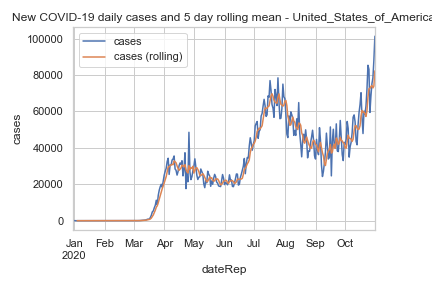 New COVID-19 daily cases and 5 day rolling mean - United_States_of_America
cases
cases (rolling)
100000
80000
60000
40000
20000
0
cases
Jan Feb Mar Apr May Jun Jul Aug Sep Oct
2020
dateRep